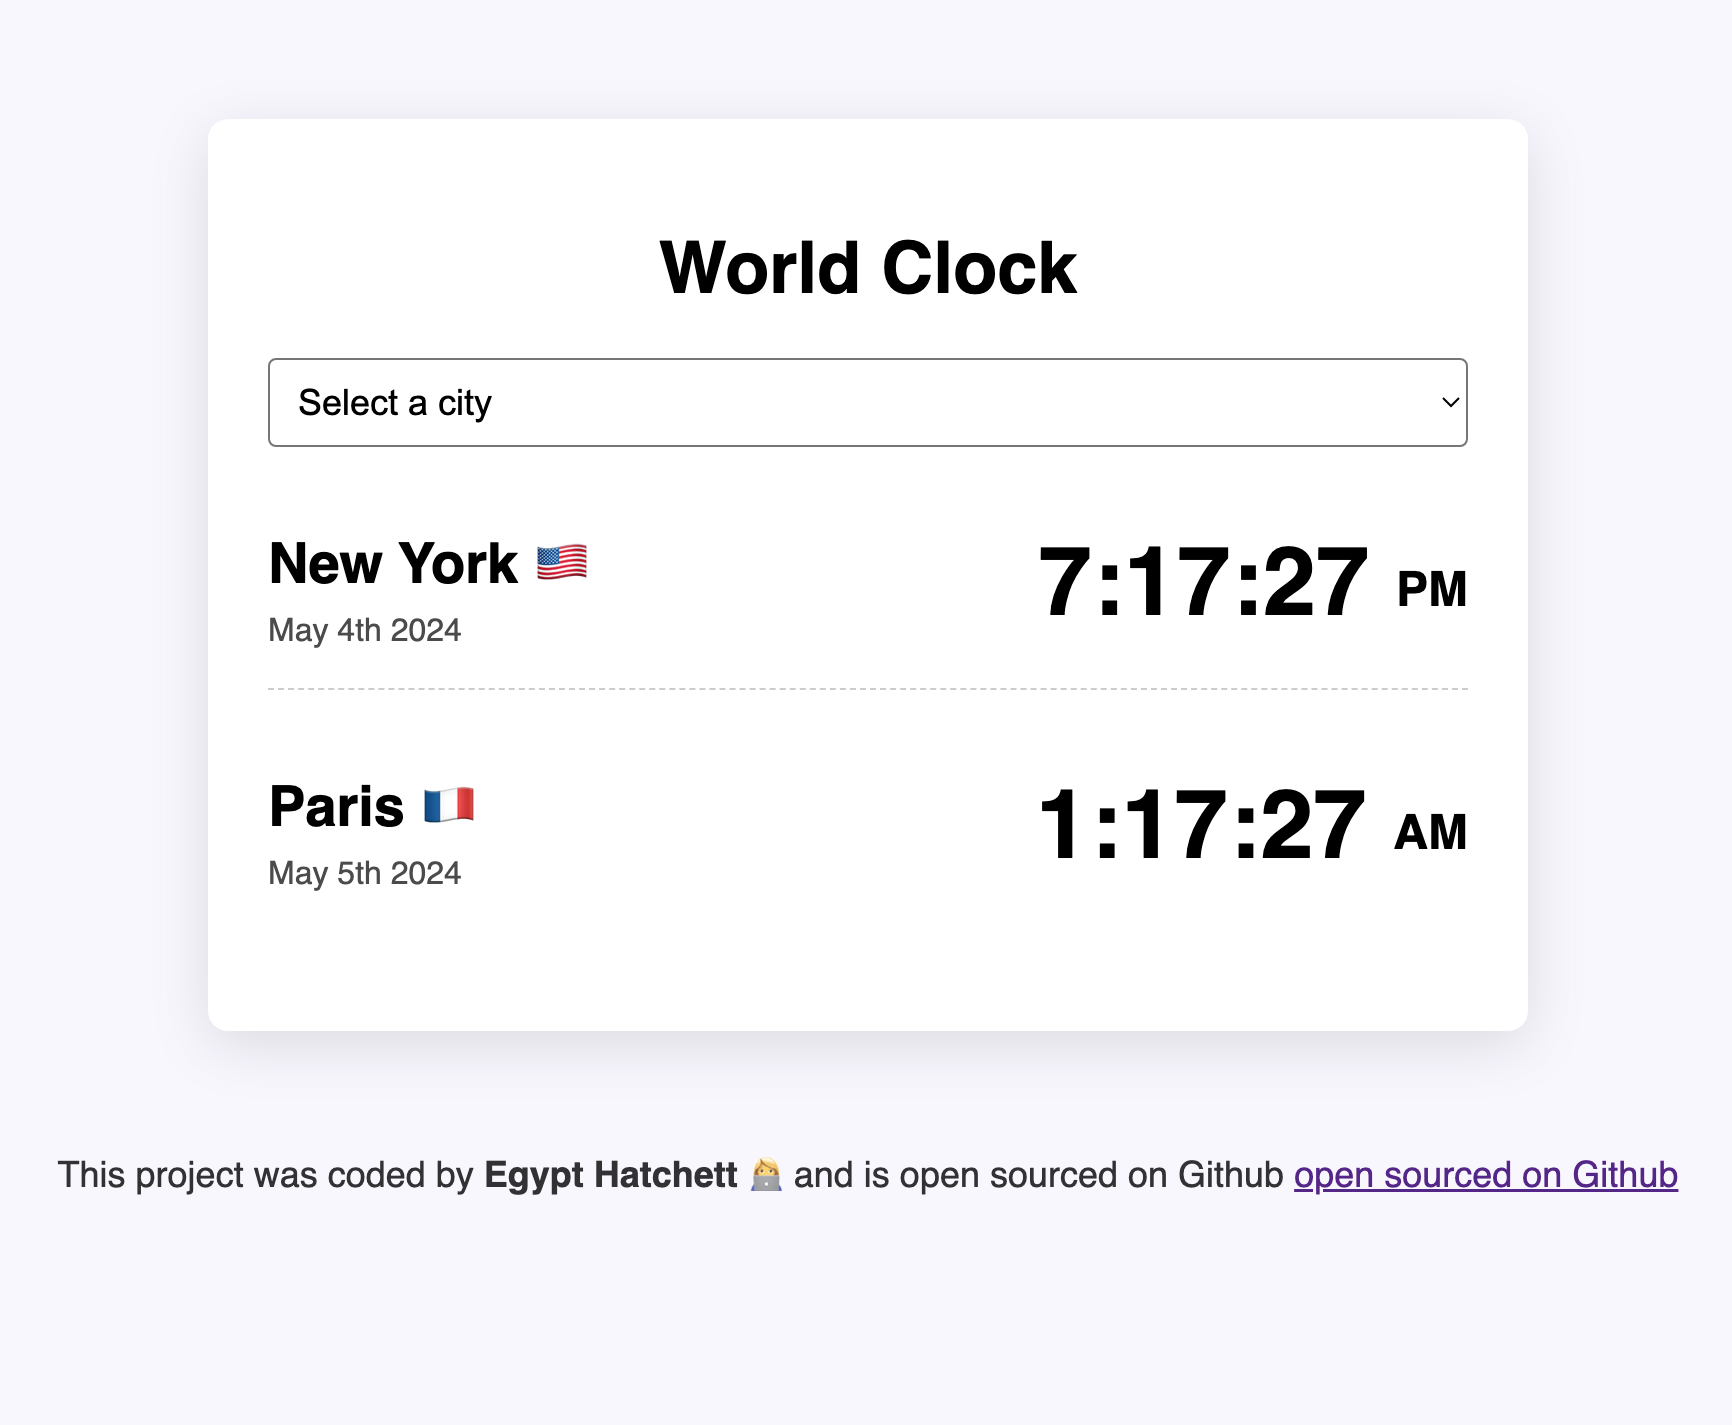 World Clock
Select a city
New York 🇺🇸 7:17:27 PM
May 4th 2024
Paris 🇫🇷 1:17:27 AM
May 5th 2024
This project was coded by Egypt Hatchett 👩🏼‍💻 and is open sourced on Github open sourced on Github